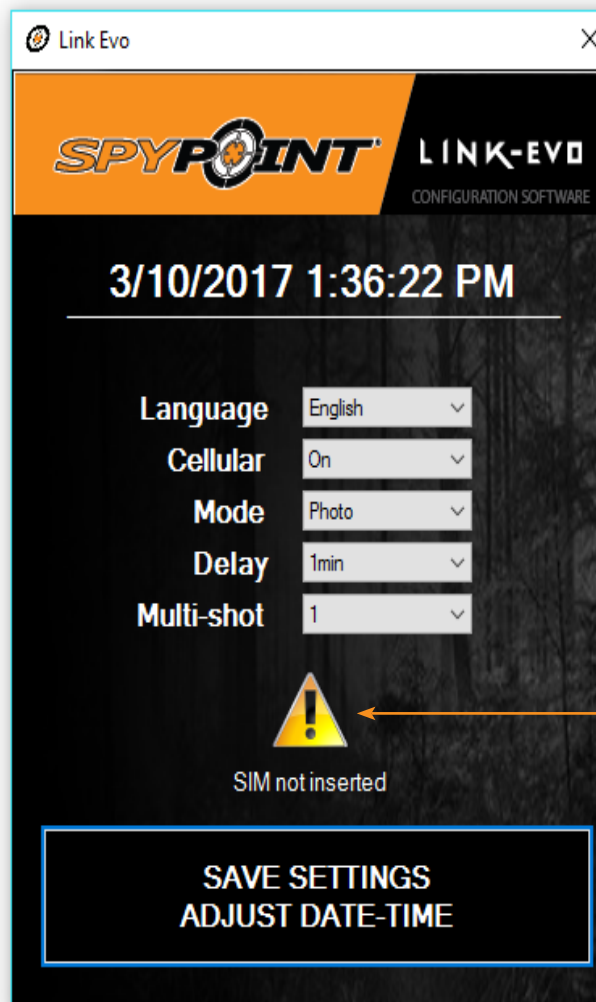 Link Evo
SPYPOINT
LINK-EVO
CONFIGURATION SOFTWARE
3/10/2017 1:36:22 PM
Language English
Cellular On
Mode Photo
Delay 1min
Multi-shot 1
SIM not inserted
SAVE SETTINGS
ADJUST DATE-TIME